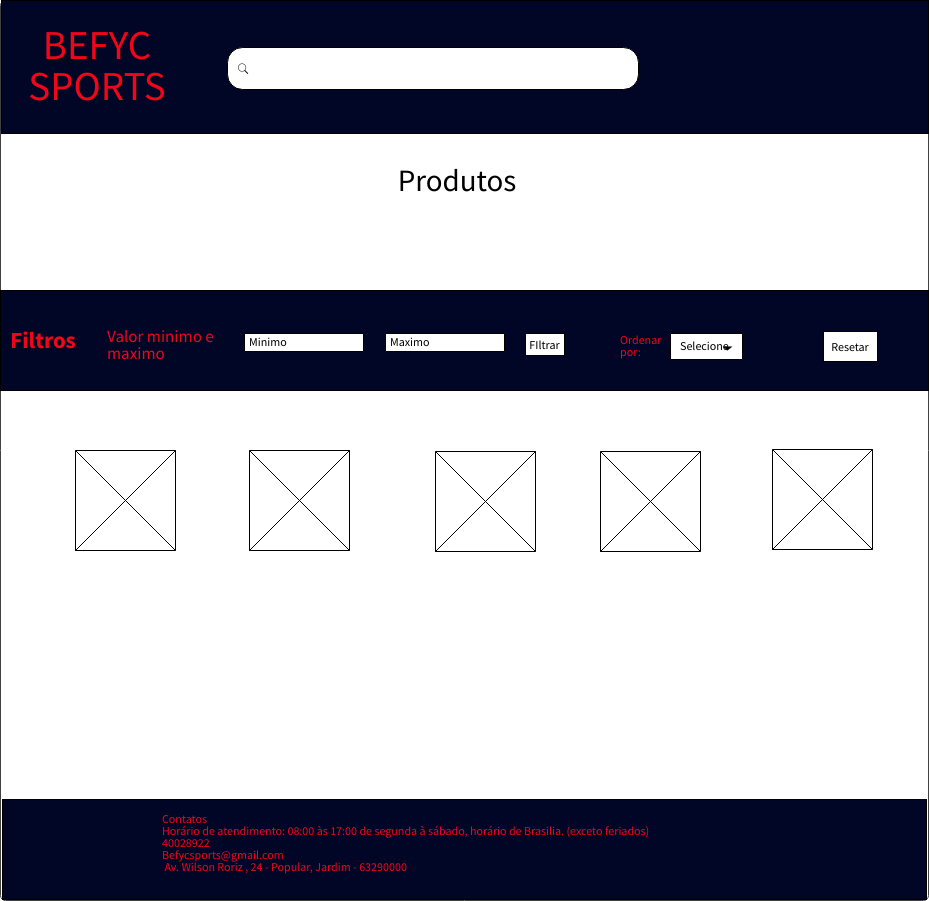 BEFYC
SPORTS
Produtos
Filtros
Valor minimo e
maximo
Minimo
Maximo
FIltrar
Ordenar
por:
Selecione
Resetar
Contatos
Horário de atendimento: 08:00 às 17:00 de segunda à sábado, horário de Brasilia, (exceto feriados)
40028922
Befycsports@gmail.com
Av. Wilson Roriz , 24 - Popular, Jardim - 63290000